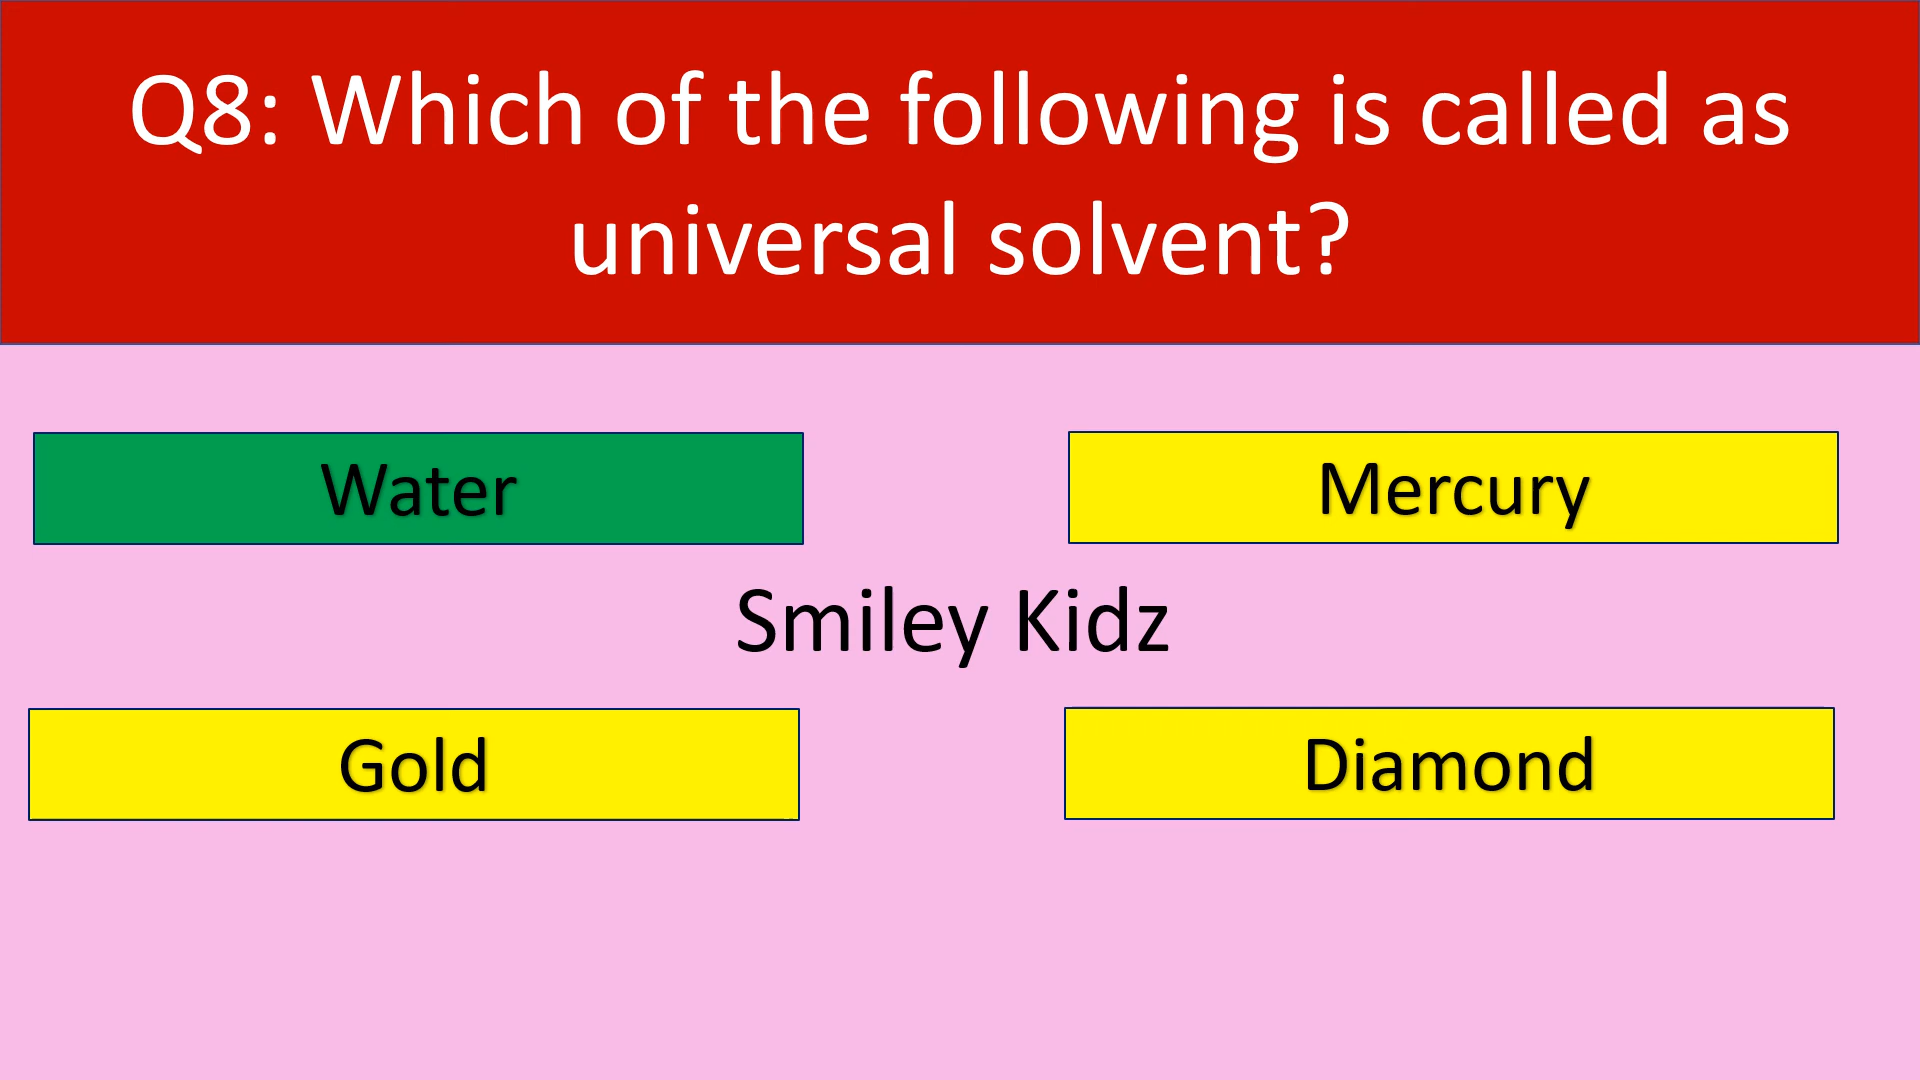 Q8: Which of the following is called as
universal solvent?
Water
Mercury
Smiley Kidz
Gold
Diamond